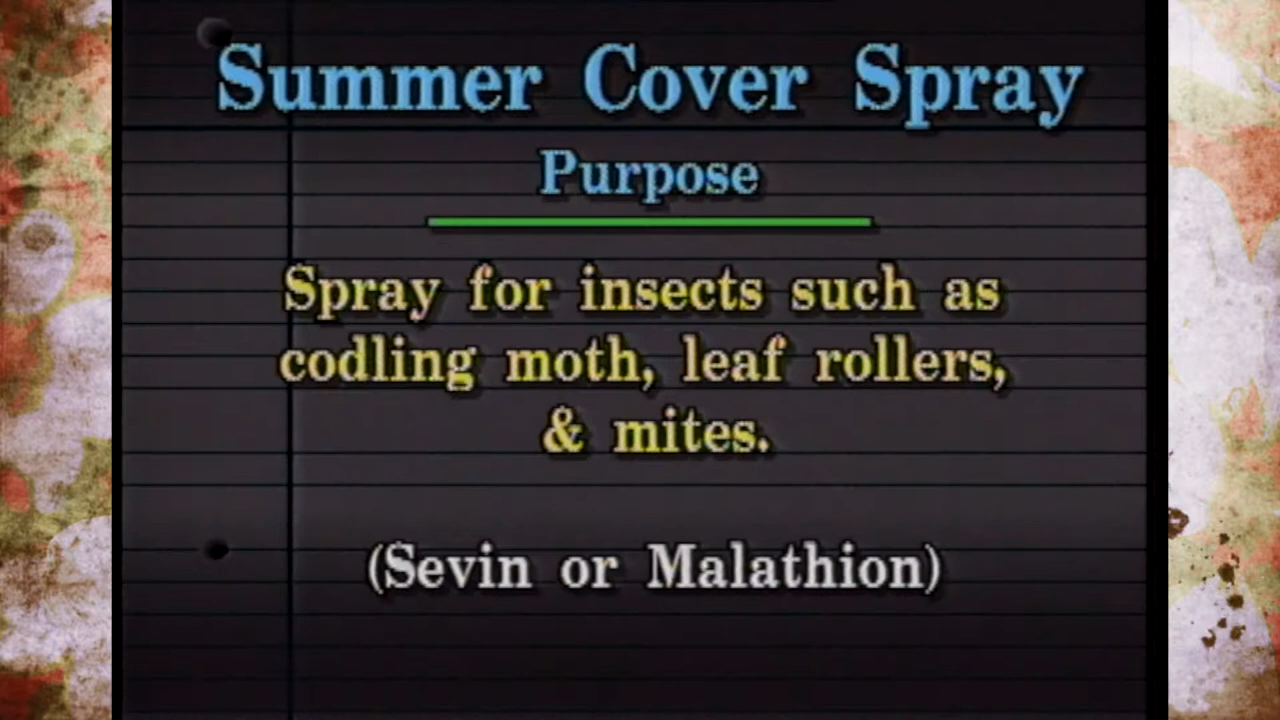 Summer Cover Spray
Purpose
Spray for insects such as
codling moth, leaf rollers,
& mites.
(Sevin or Malathion)